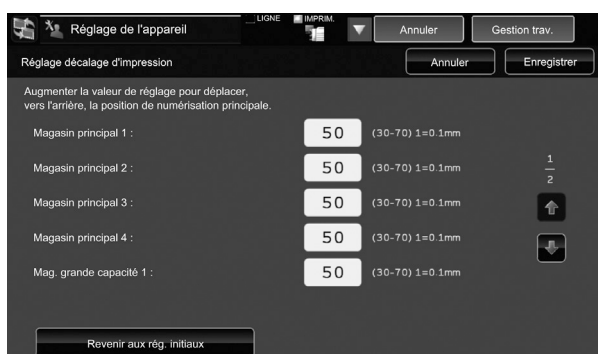 Réglage de l'appareil
LIGNE
IMPRIM.
Annuler
Gestion trav.
Réglage décalage d'impression
Annuler
Enregistrer
Augmenter la valeur de réglage pour déplacer,
vers l'arrière, la position de numérisation principale.
Magasin principal 1 : 50 (30-70) 1=0.1mm
Magasin principal 2 : 50 (30-70) 1=0.1mm
1
2
Magasin principal 3 : 50 (30-70) 1=0.1mm
Magasin principal 4 : 50 (30-70) 1=0.1mm
Mag. grande capacité 1 : 50 (30-70) 1=0.1mm
Revenir aux rég. initiaux